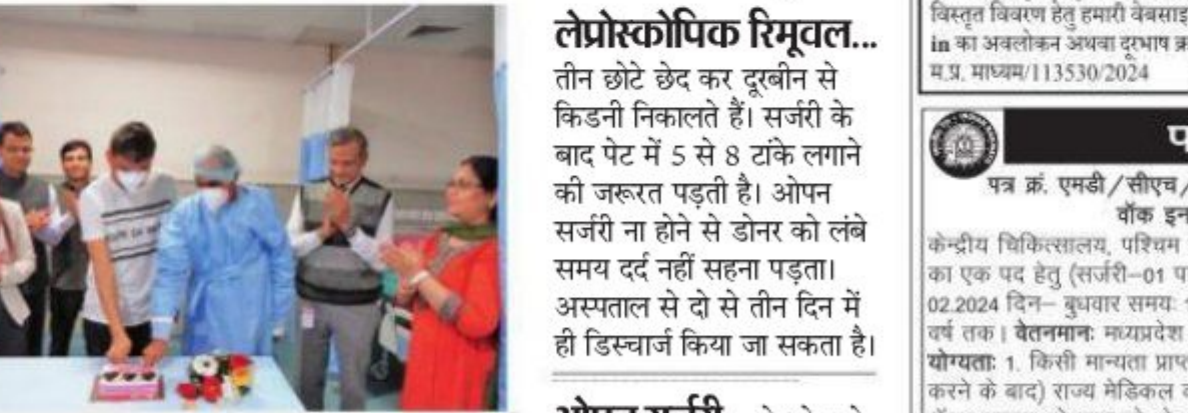 लेप्रोस्कोपिक रिमूवल...
तीन छोटे छेद कर दूरबीन से
किडनी निकालते हैं। सर्जरी के
बाद पेट में 5 से 8 टांके लगाने
की जरूरत पड़ती है। ओपन
सर्जरी ना होने से डोनर को लंबे
समय दर्द नहीं सहना पड़ता।
अस्पताल से दो से तीन दिन में
ही डिस्चार्ज किया जा सकता है।
ओपन सर्जरी
विस्तृत विवरण हेतु हमारी वेबसाइ
in का अवलोकन अथवा दूरभाष क्र
म.प्र. माध्यम/113530/2024
पत्र क्रं. एमडी/सीएच/
वॉक इन
केन्द्रीय चिकित्सालय, पश्चिम
का एक पद हेतु (सर्जरी–01 प
02.2024 दिन– बुधवार समयः
वर्ष तक। वेतनमानः मध्यप्रदेश
योग्यताः 1. किसी मान्यता प्राप्त
करने के बाद) राज्य मेडिकल